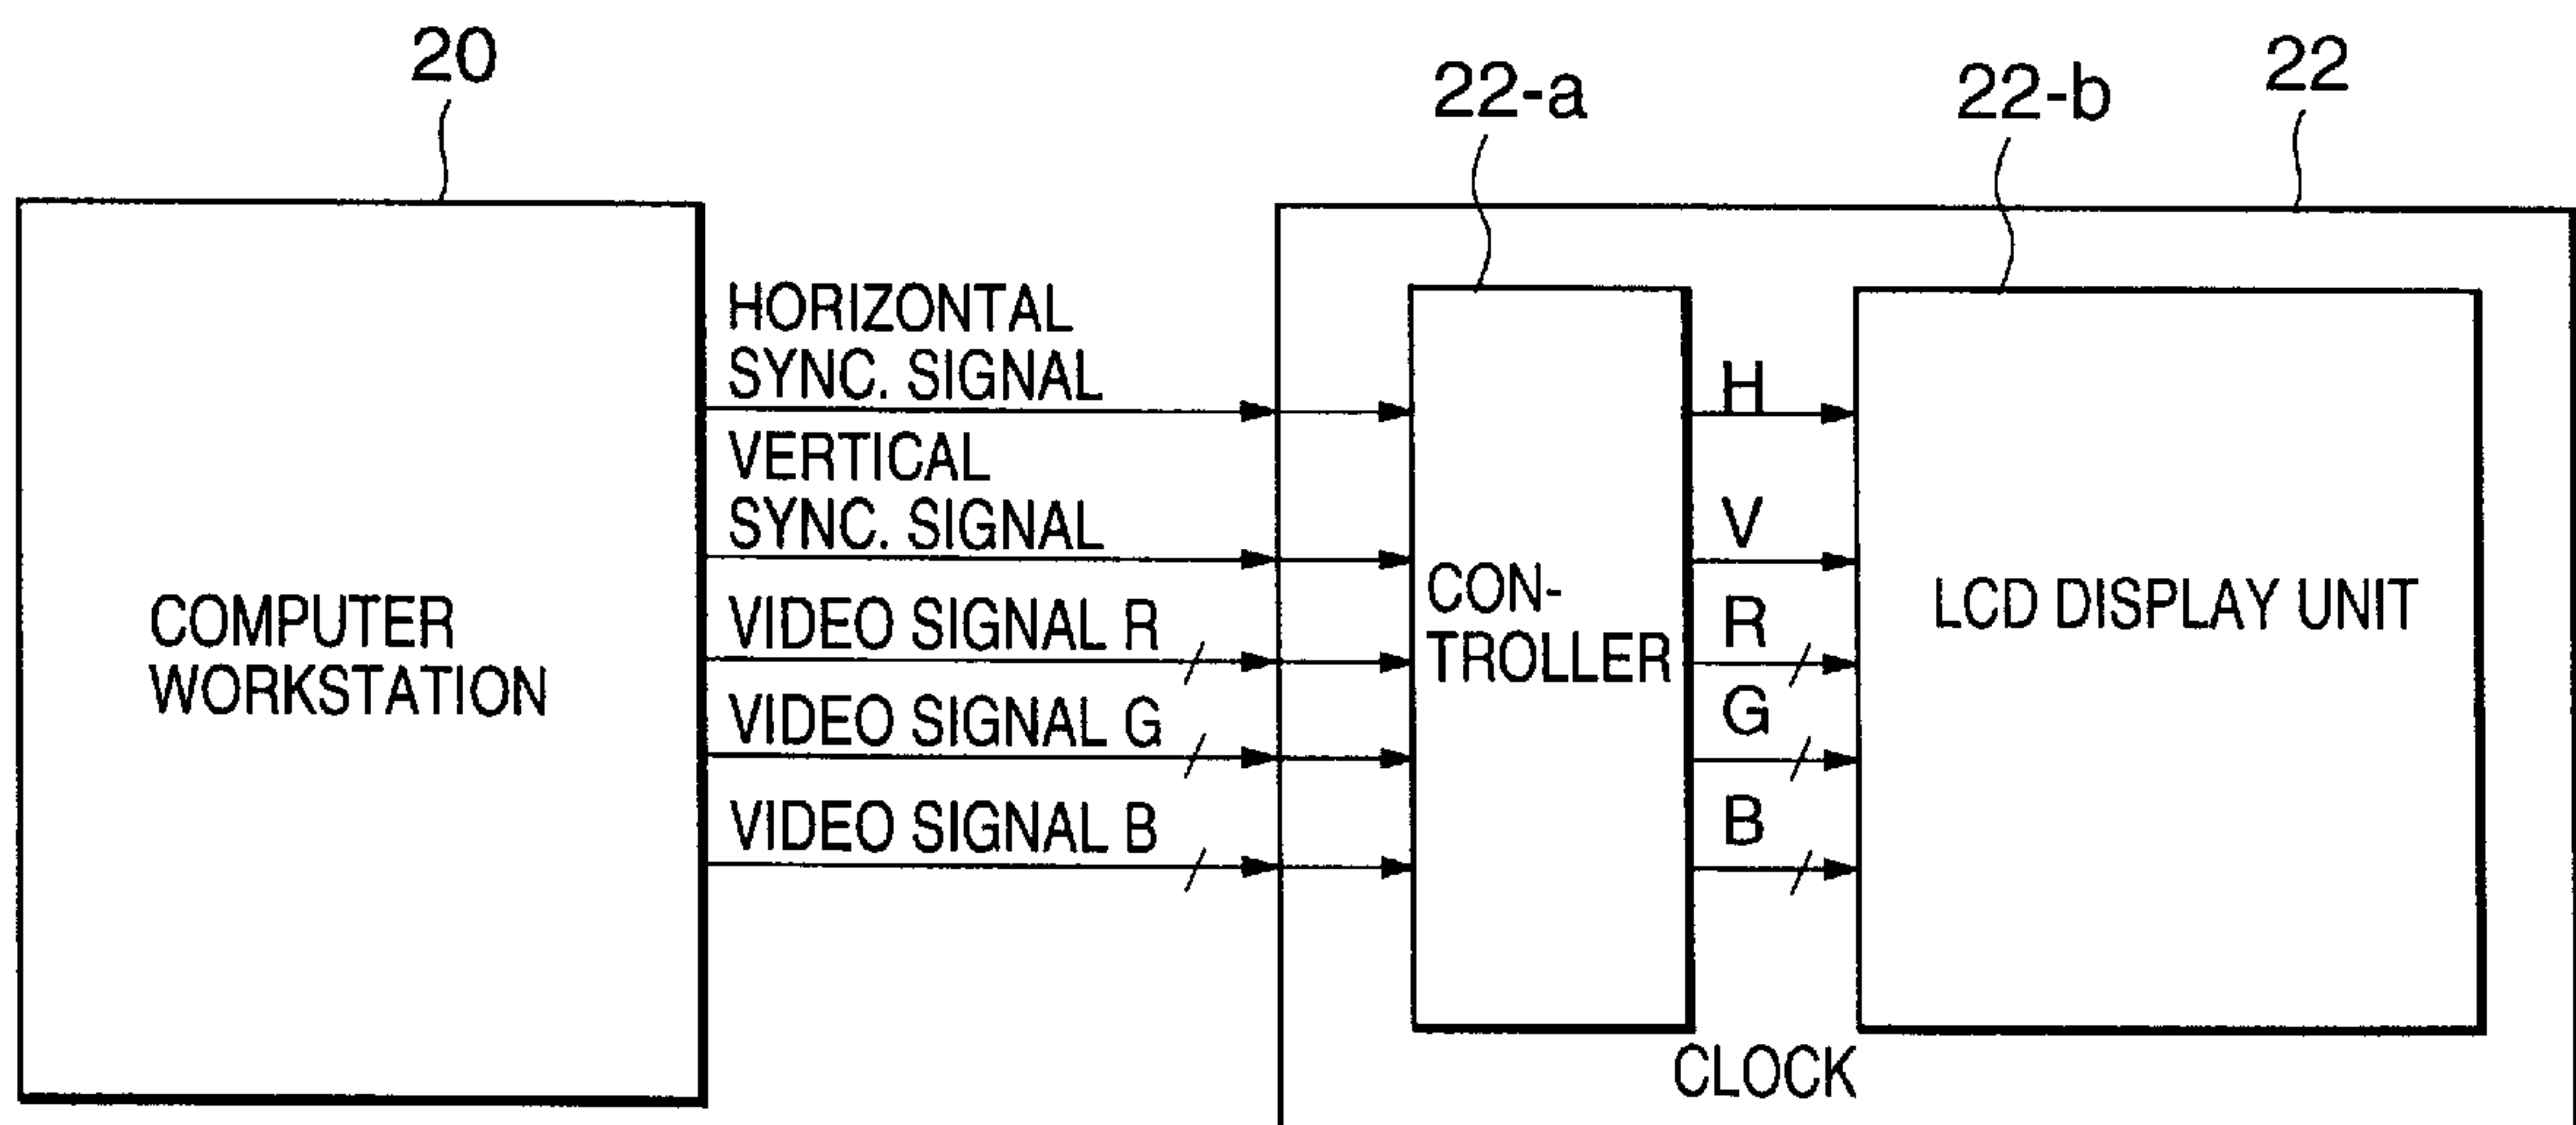 20
22-a
22-b
22
HORIZONTAL
SYNC. SIGNAL
VERTICAL
SYNC. SIGNAL
VIDEO SIGNAL R
VIDEO SIGNAL G
VIDEO SIGNAL B
COMPUTER
WORKSTATION
CON-
TROLLER
H
V
R
G
B
LCD DISPLAY UNIT
CLOCK